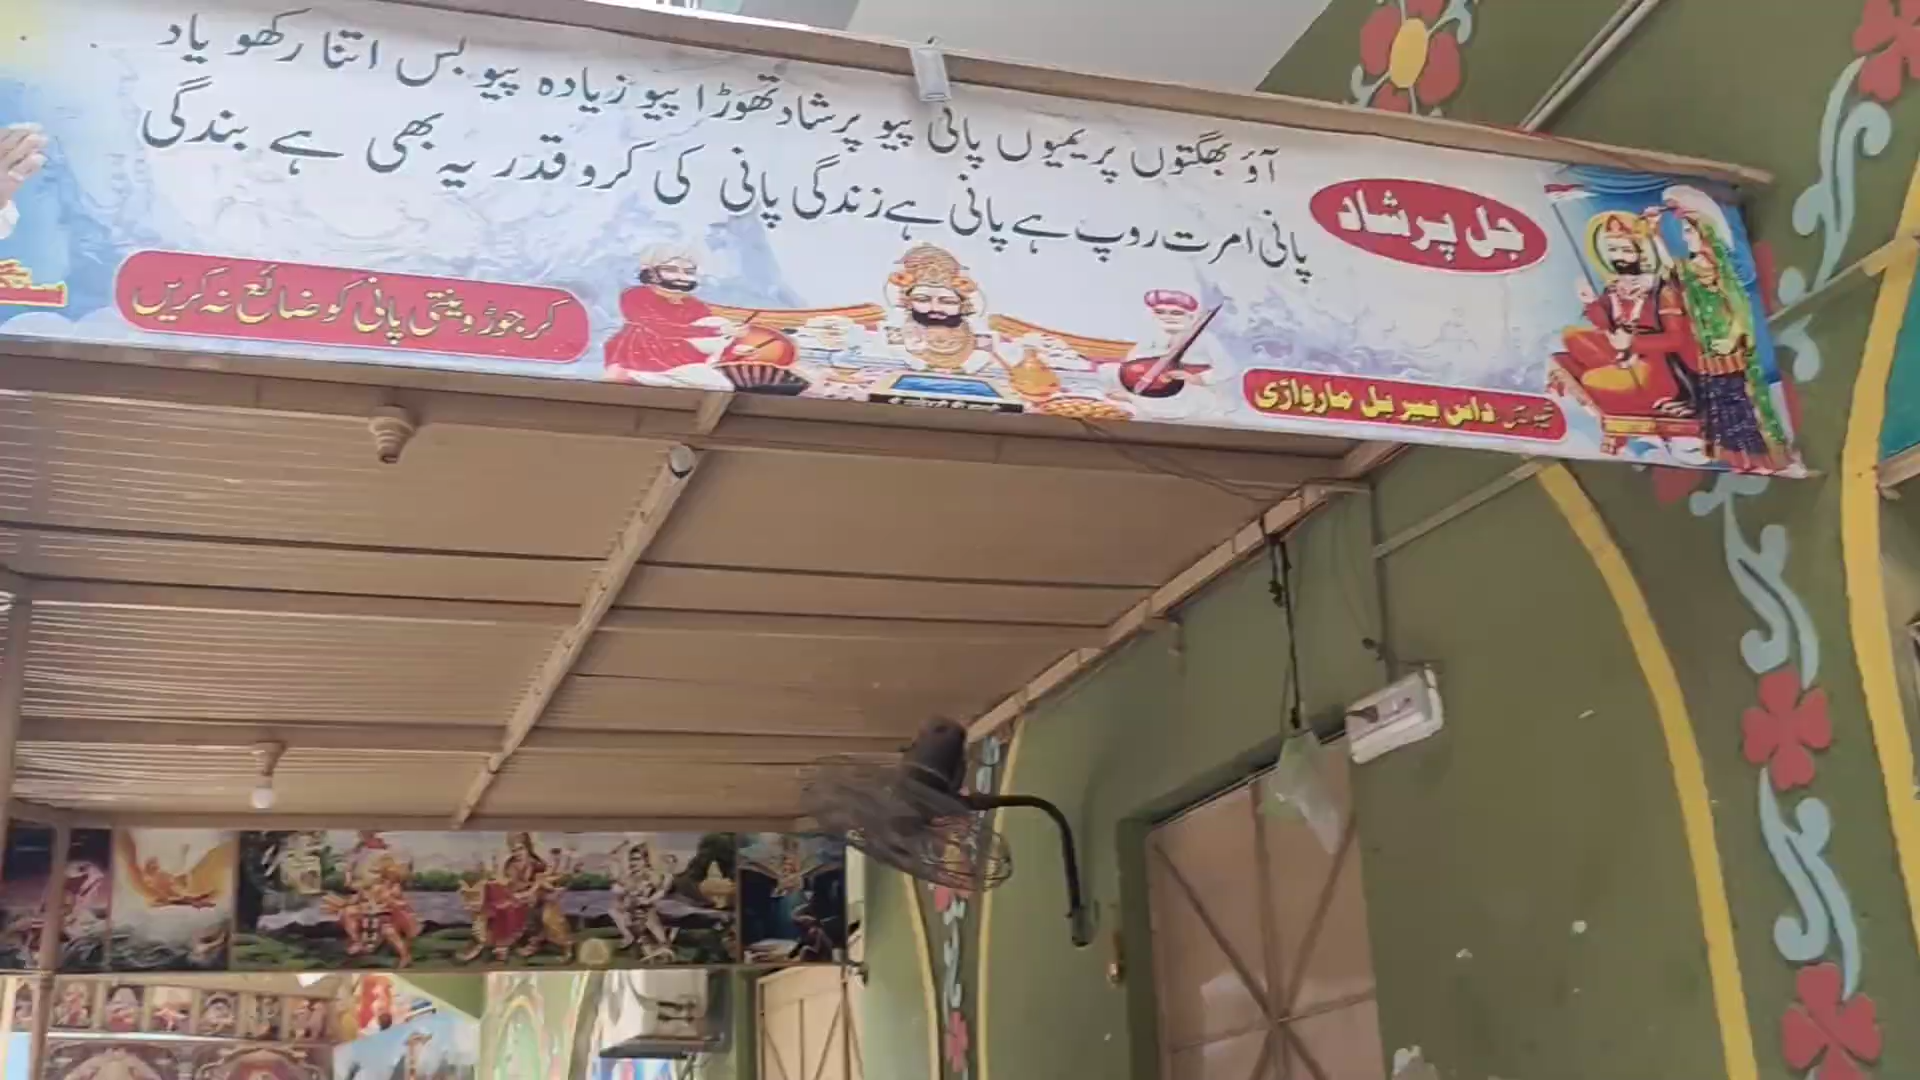 آؤ بھگتوں پریمیوں پانی پیو پرشاد تھوڑا پیو زیادہ پیو بس اتنا رکھو یاد
پانی امرت روپ ہے پانی ہے زندگی پانی کی کرو قدر یہ بھی ہے بندگی
جل پرشاد
کر جوڑ وینتی پانی کو ضائع نہ کریں
داس بیربل مارواڑی